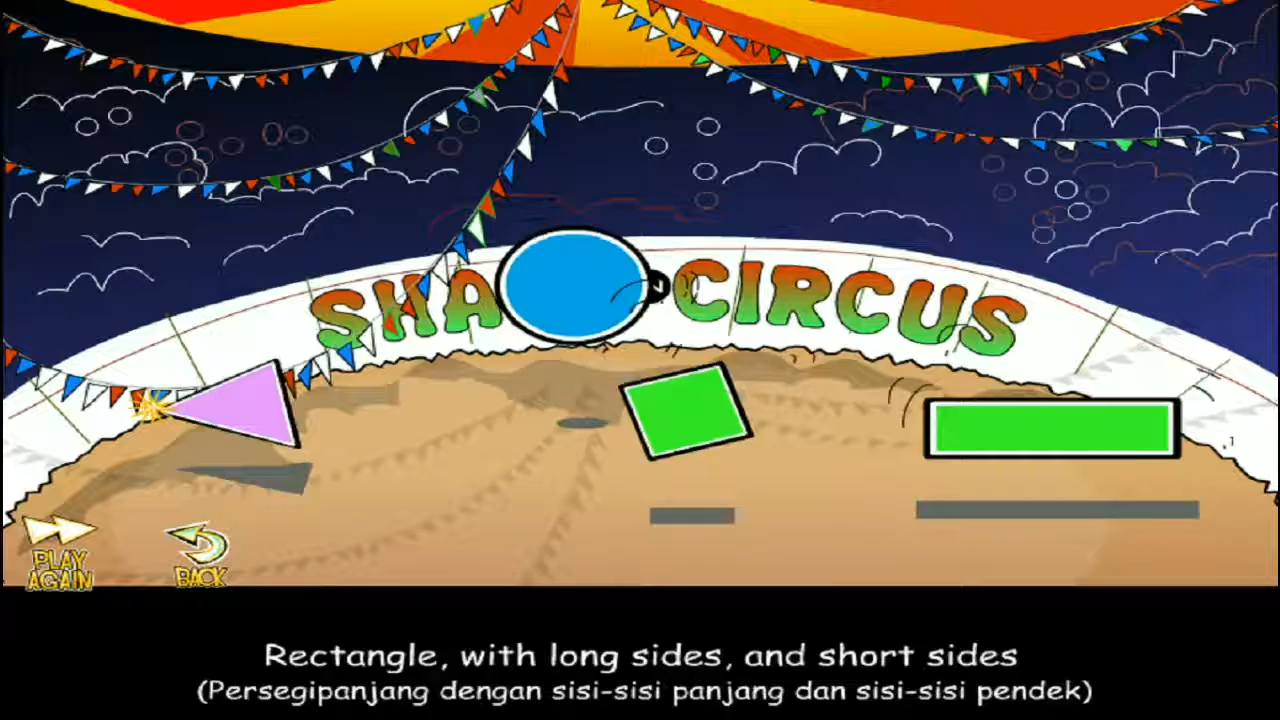 SHA CIRCUS
PLAY
AGAIN
BACK
Rectangle, with long sides, and short sides
(Persegipanjang dengan sisi-sisi panjang dan sisi-sisi pendek)